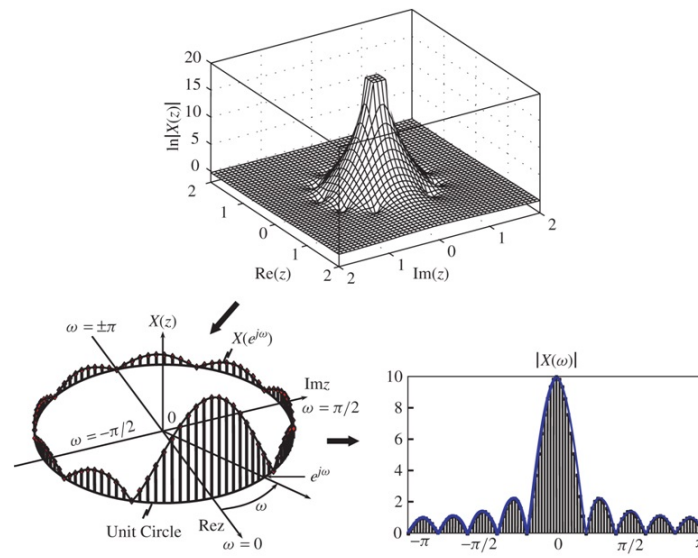 20
15
10
5
0
ln|X(z)|
2
1
0
1
2
Re(z)
2
1
0
1
2
Im(z)
ω = ±π
X(z)
X(e^{jω})
Imz
ω = π/2
0
ω = −π/2
e^{jω}
Unit Circle
Rez
ω
ω = 0
|X(ω)|
10
8
6
4
2
0
−π
−π/2
0
π/2